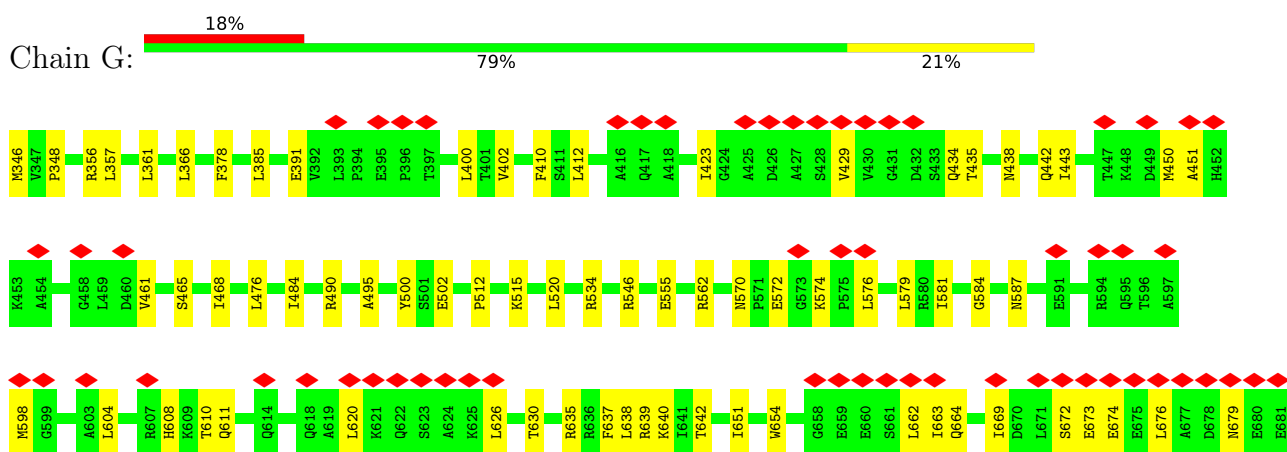 18%
Chain G:
79%
21%
M346 V347 P348 R356 L357 L361 L366 F378 L385 E391 V392 L393 P394 E395 P396 T397 L400 T401 V402 F410 S411 L412 A416 Q417 A418 I423 G424 A425 D426 A427 S428 V429 V430 G431 D432 S433 Q434 T435 N438 Q442 I443 T447 K448 D449 M450 A451 H452
K453 A454 G458 L459 D460 V461 S465 I468 L476 I484 R490 A495 Y500 S501 E502 P512 K515 L520 R534 R546 E555 R562 N570 P571 E572 G573 K574 P575 L576 L579 R580 I581 G584 N587 E591 R594 Q595 T596 A597
M598 G599 A603 L604 R607 H608 K609 T610 Q611 Q614 Q618 A619 L620 K621 Q622 S623 A624 K625 L626 T630 R635 R636 F637 L638 R639 K640 I641 T642 I651 W654 G658 E659 E660 S661 L662 I663 Q664 I669 D670 L671 S672 E673 E674 E675 L676 A677 D678 N679 E680 E681